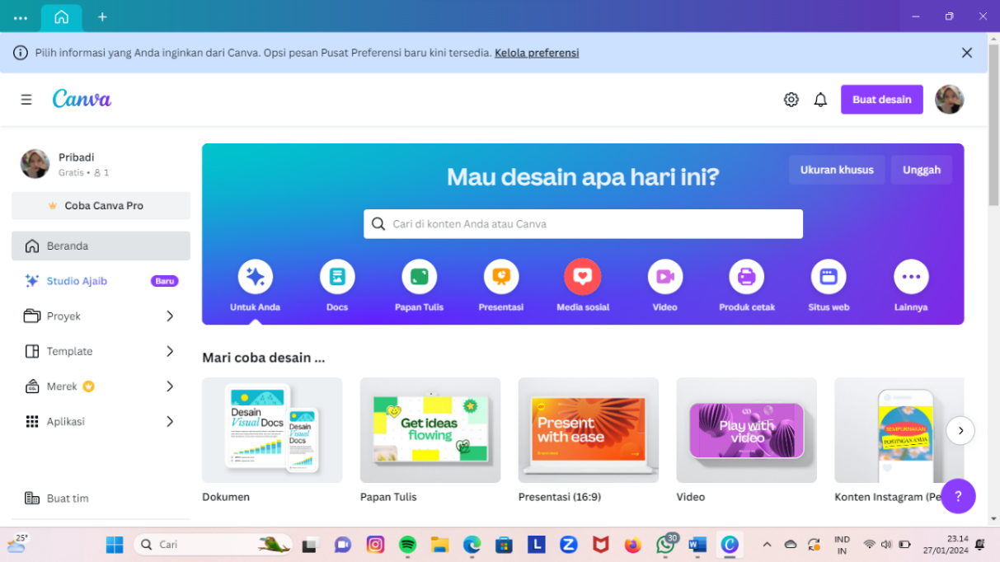 Pilih informasi yang Anda inginkan dari Canva. Opsi pesan Pusat Preferensi baru kini tersedia. Kelola preferensi
Canva
Buat desain
Pribadi
Gratis • 1
Coba Canva Pro
Beranda
Studio Ajaib Baru
Proyek
Template
Merek
Aplikasi
Buat tim
Ukuran khusus
Unggah
Mau desain apa hari ini?
Cari di konten Anda atau Canva
Untuk Anda
Docs
Papan Tulis
Presentasi
Media sosial
Video
Produk cetak
Situs web
Lainnya
Mari coba desain ...
Desain
Visual Docs
Desain
Visual
Docs
Get ideas
flowing
Present
with ease
Play with
video
SEMPURNAKAN
POSTINGAN ANDA
Dokumen
Papan Tulis
Presentasi (16:9)
Video
Konten Instagram (Pe
?
25°
Cari
L
Z
30
W
IND
IN
23.14
27/01/2024